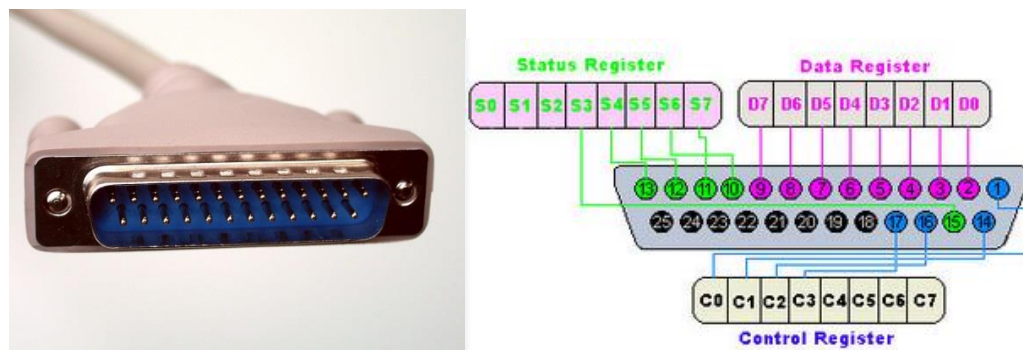 Status Register
Data Register
S0 S1 S2 S3 S4 S5 S6 S7
D7 D6 D5 D4 D3 D2 D1 D0
13 12 11 10 9 8 7 6 5 4 3 2 1
25 24 23 22 21 20 19 18 17 16 15 14
C0 C1 C2 C3 C4 C5 C6 C7
Control Register